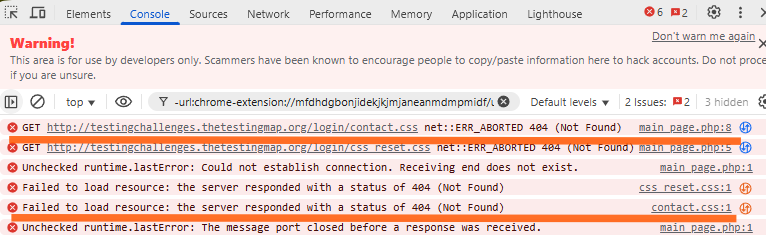 Elements Console Sources Network Performance Memory Application Lighthouse 6 2
Don't warn me again
Warning!
This area is for use by developers only. Scammers have been known to encourage people to copy/paste information here to hack accounts. Do not proce
if you are unsure.
top -url:chrome-extension://mfdhdgbonjidekjkjmjaneanmdmpmidf/u Default levels 2 Issues: 2 3 hidden
GET http://testingchallenges.thetestingmap.org/login/contact.css net::ERR_ABORTED 404 (Not Found) main_page.php:8
GET http://testingchallenges.thetestingmap.org/login/css_reset.css net::ERR_ABORTED 404 (Not Found) main_page.php:5
Unchecked runtime.lastError: Could not establish connection. Receiving end does not exist. main_page.php:1
Failed to load resource: the server responded with a status of 404 (Not Found) css_reset.css:1
Failed to load resource: the server responded with a status of 404 (Not Found) contact.css:1
Unchecked runtime.lastError: The message port closed before a response was received. main_page.php:1